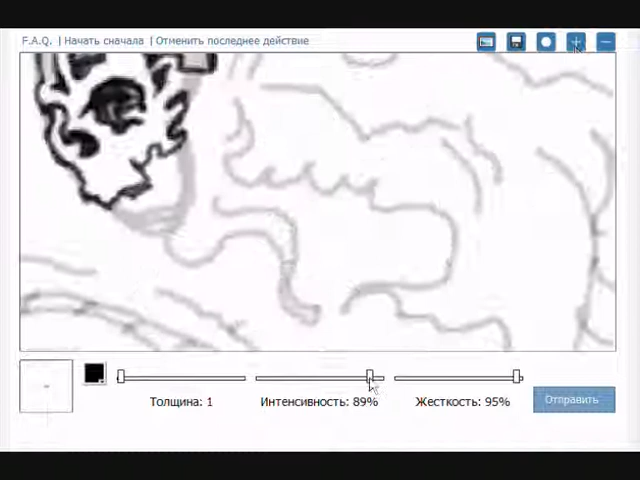 F.A.Q. | Начать сначала | Отменить последнее действие
Толщина: 1 Интенсивность: 89% Жесткость: 95% Отправить